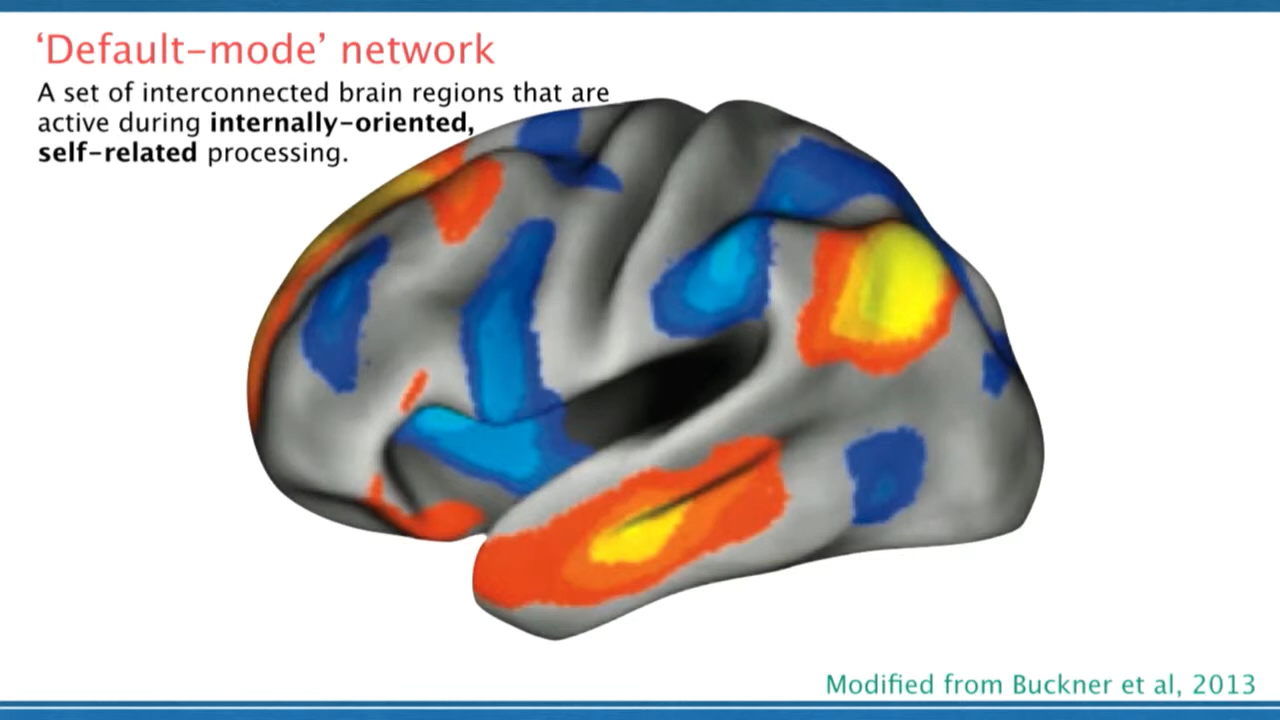 ‘Default-mode’ network
A set of interconnected brain regions that are
active during internally-oriented,
self-related processing.
Modified from Buckner et al, 2013